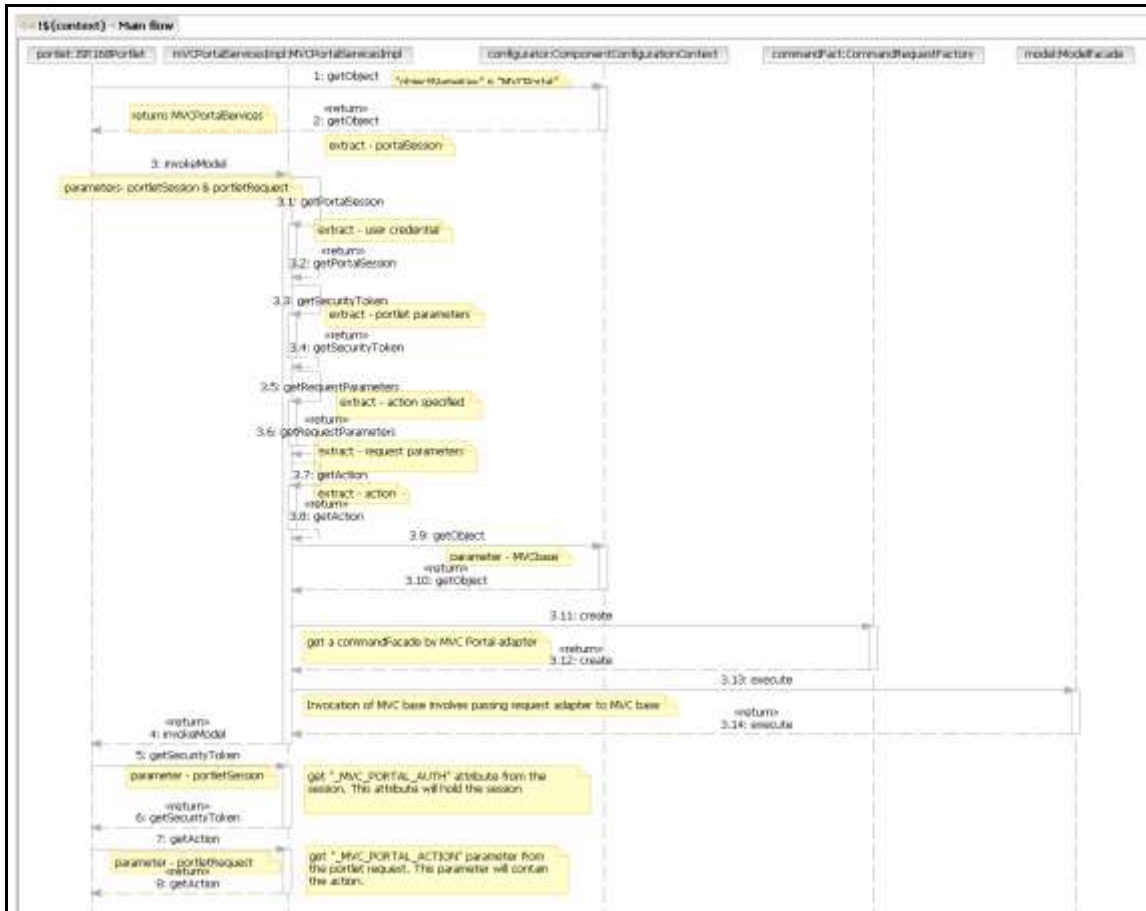 !${context} - Main flow
portlet:JSR168Portlet
mVCPortalServicesImpl:MVCPortalServicesImpl
configurator:ComponentConfigurationContext
commandFact:CommandRequestFactory
model:ModelFacade
1: getObject
"MVCPortal"
«return»
2: getObject
returns MVCPortalServices
extract - portalSession
3: invokeModel
parameters- portletSession & portletRequest
3.1: getPortalSession
extract - user credential
«return»
3.2: getPortalSession
3.3: getSecurityToken
extract - portlet parameters
«return»
3.4: getSecurityToken
3.5: getRequestParameters
extract - action specified
«return»
3.6: getRequestParameters
extract - request parameters
3.7: getAction
extract - action
«return»
3.8: getAction
3.9: getObject
parameter - MVCbase
«return»
3.10: getObject
3.11: create
get a commandFacade by MVC Portal adapter
«return»
3.12: create
3.13: execute
Invocation of MVC base involves passing request adapter to MVC base
«return»
3.14: execute
«return»
4: invokeModel
5: getSecurityToken
parameter - portletSession
get "_MVC_PORTAL_AUTH" attribute from the
session. This attribute will hold the session
«return»
6: getSecurityToken
7: getAction
parameter - portletRequest
get "_MVC_PORTAL_ACTION" parameter from
the portlet request. This parameter will contain
the action.
«return»
8: getAction